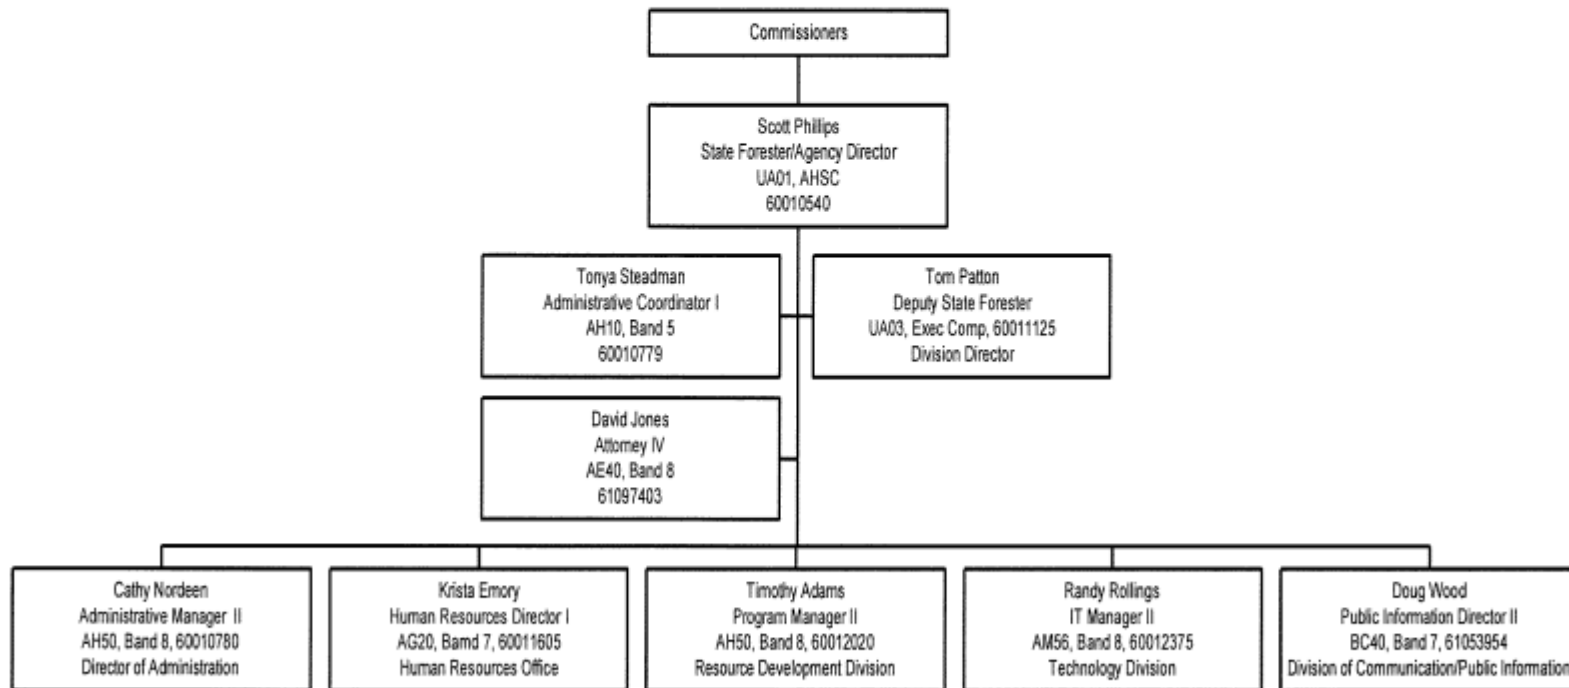 Commissioners
Scott Phillips
State Forester/Agency Director
UA01, AHSC
60010540
Tonya Steadman
Administrative Coordinator I
AH10, Band 5
60010779
Tom Patton
Deputy State Forester
UA03, Exec Comp, 60011125
Division Director
David Jones
Attorney IV
AE40, Band 8
61097403
Cathy Nordeen
Administrative Manager II
AH50, Band 8, 60010780
Director of Administration
Krista Emory
Human Resources Director I
AG20, Bamd 7, 60011605
Human Resources Office
Timothy Adams
Program Manager II
AH50, Band 8, 60012020
Resource Development Division
Randy Rollings
IT Manager II
AM56, Band 8, 60012375
Technology Division
Doug Wood
Public Information Director II
BC40, Band 7, 61053954
Division of Communication/Public Information